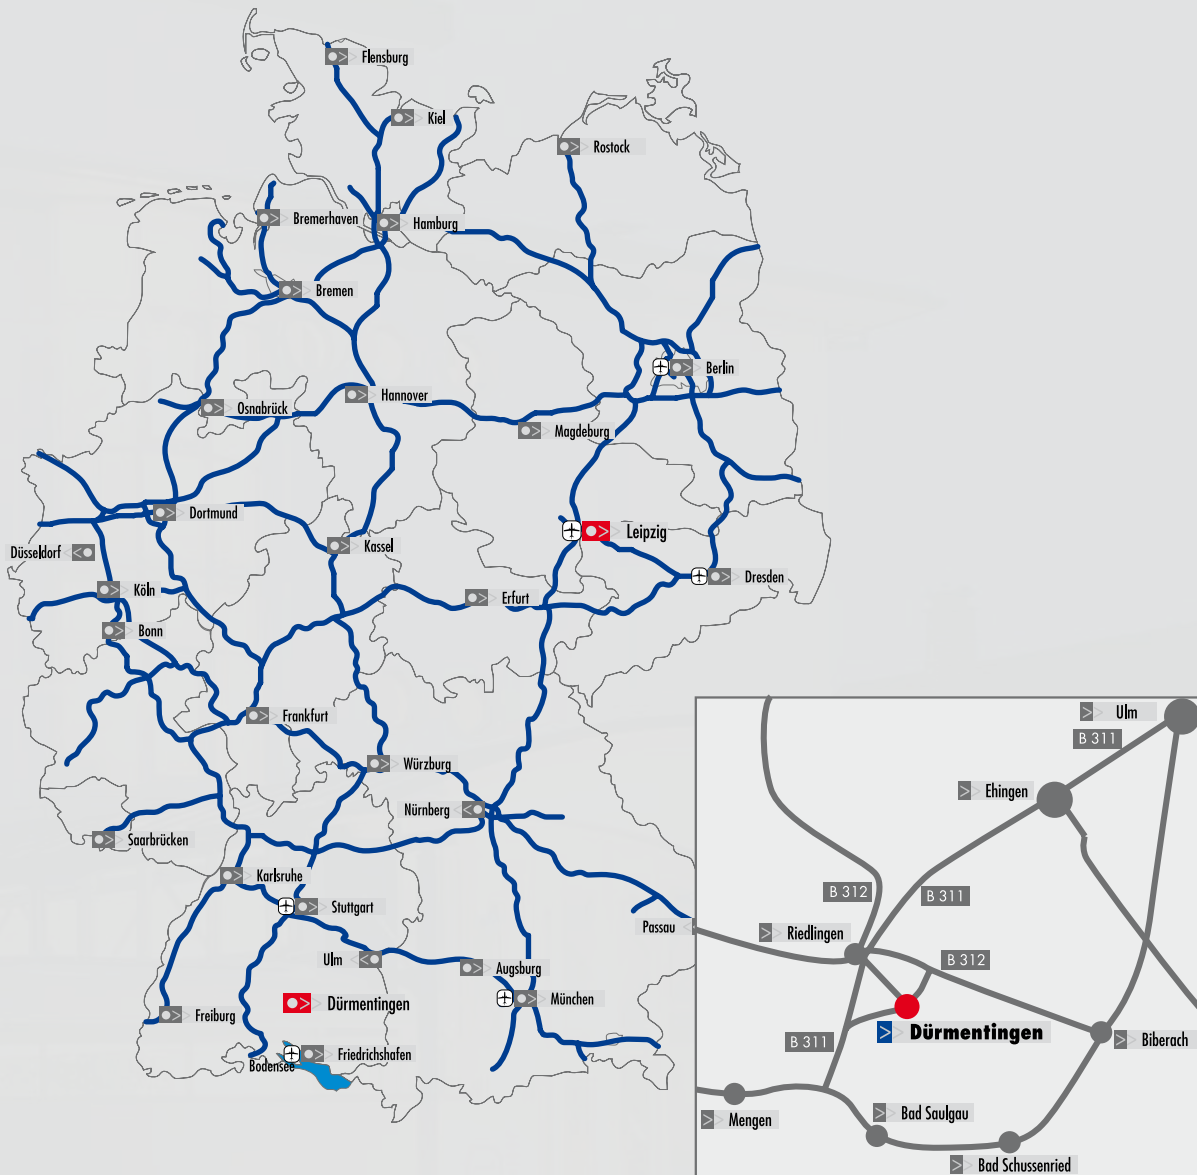 Flensburg
Kiel
Rostock
Bremerhaven
Hamburg
Bremen
Berlin
Hannover
Osnabrück
Magdeburg
Dortmund
Leipzig
Kassel
Düsseldorf
Dresden
Köln
Erfurt
Bonn
Frankfurt
Würzburg
Nürnberg
Saarbrücken
Karlsruhe
Stuttgart
Passau
Ulm
Augsburg
München
Dürmentingen
Freiburg
Friedrichshafen
Bodensee
Ulm
B 311
Ehingen
B 312
B 311
Riedlingen
B 312
Dürmentingen
B 311
Biberach
Mengen
Bad Saulgau
Bad Schussenried